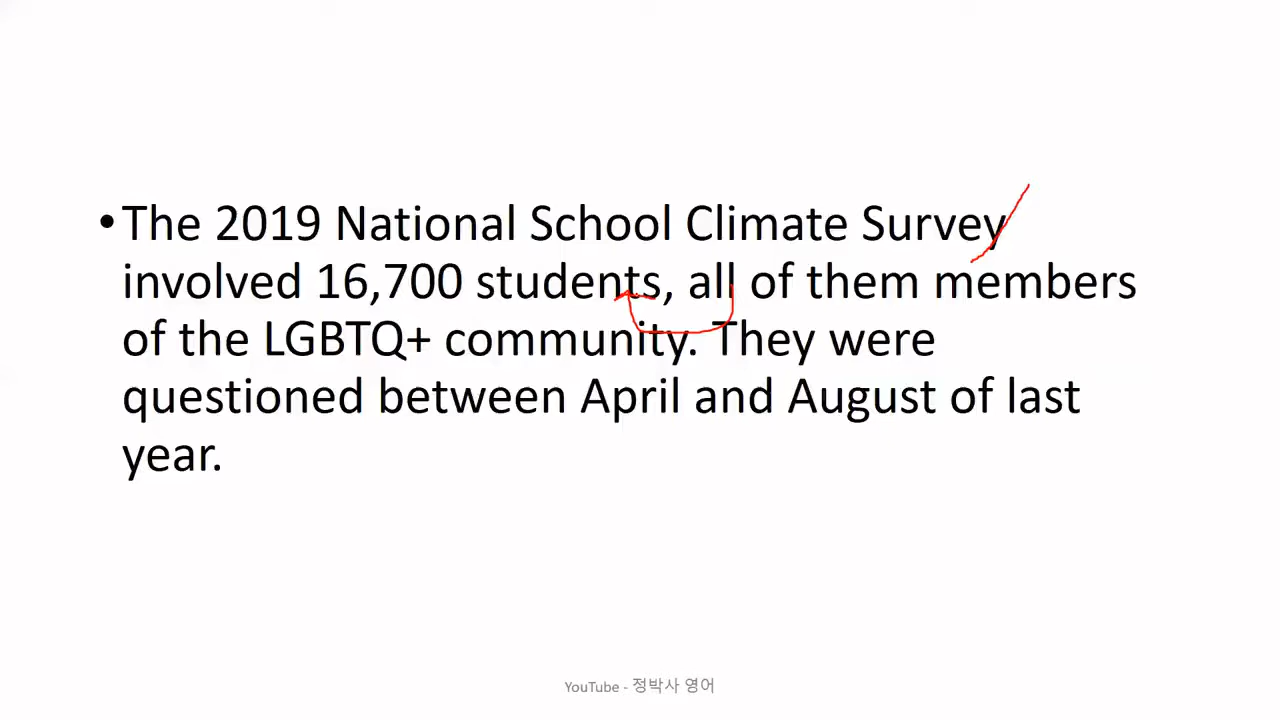 •The 2019 National School Climate Survey
involved 16,700 students, all of them members
of the LGBTQ+ community. They were
questioned between April and August of last
year.
YouTube - 정박사 영어